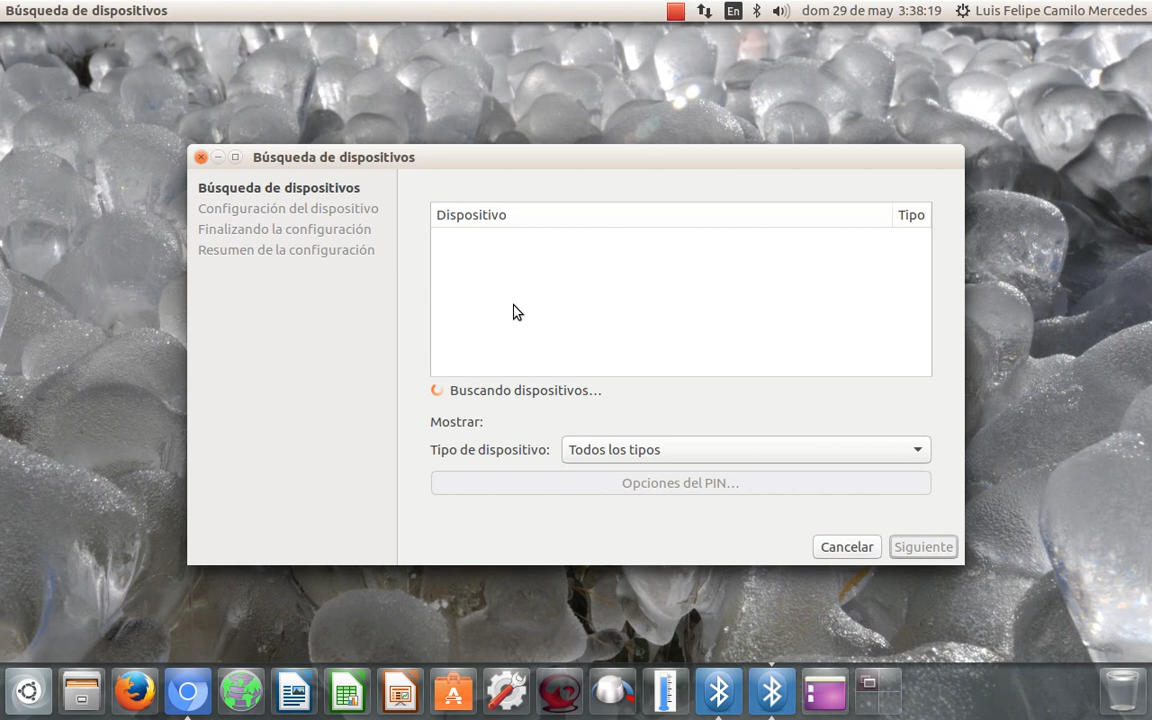 Búsqueda de dispositivos
En
dom 29 de may 3:38:19
Luis Felipe Camilo Mercedes
Búsqueda de dispositivos
Búsqueda de dispositivos
Configuración del dispositivo
Finalizando la configuración
Resumen de la configuración
Dispositivo
Tipo
Buscando dispositivos…
Mostrar:
Tipo de dispositivo:
Todos los tipos
Opciones del PIN…
Cancelar
Siguiente